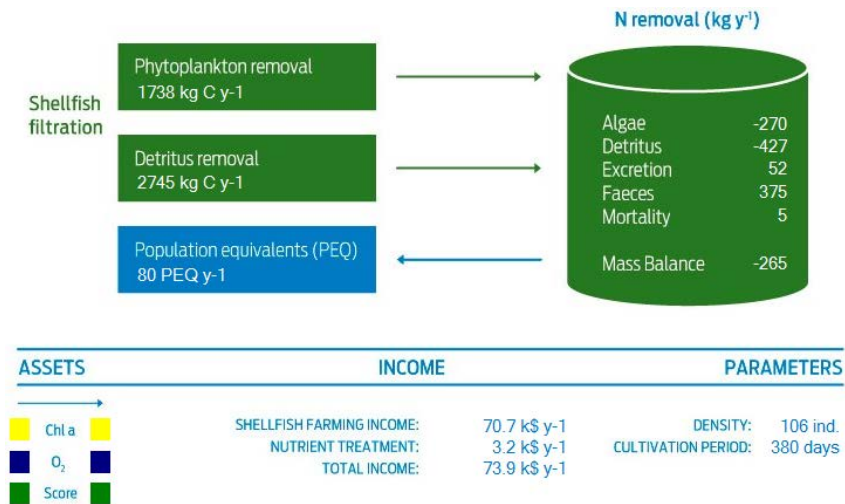 N removal (kg y-1)
Shellfish
filtration
Phytoplankton removal
1738 kg C y-1
Detritus removal
2745 kg C y-1
Population equivalents (PEQ)
80 PEQ y-1
Algae -270
Detritus -427
Excretion 52
Faeces 375
Mortality 5
Mass Balance -265
ASSETS INCOME PARAMETERS
Chl a
O2
Score
SHELLFISH FARMING INCOME: 70.7 k$ y-1
NUTRIENT TREATMENT: 3.2 k$ y-1
TOTAL INCOME: 73.9 k$ y-1
DENSITY: 106 ind.
CULTIVATION PERIOD: 380 days